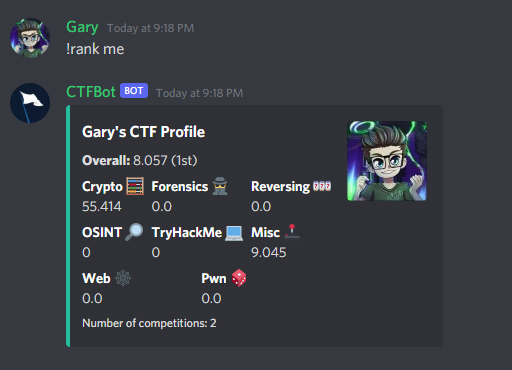 Gary Today at 9:18 PM
!rank me
CTFBot BOT Today at 9:18 PM
Gary's CTF Profile
Overall: 8.057 (1st)
Crypto Forensics Reversing
55.414 0.0 0.0
OSINT TryHackMe Misc
0 0 9.045
Web Pwn
0.0 0.0
Number of competitions: 2